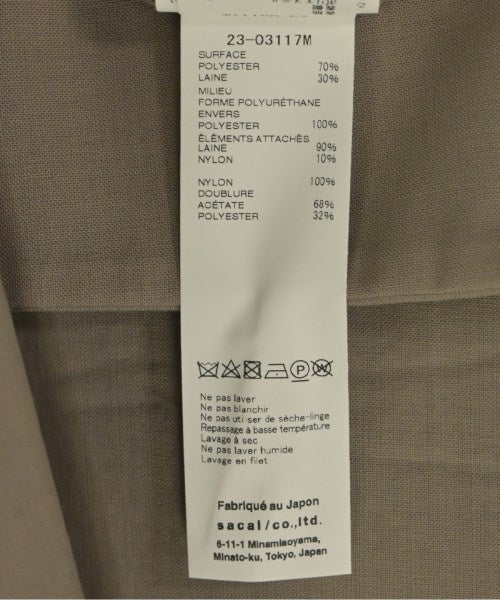 23-03117M
SURFACE
POLYESTER 70%
LAINE 30%
MILIEU
FORME POLYURÉTHANE
ENVERS
POLYESTER 100%
ÉLÉMENTS ATTACHÉS
LAINE 90%
NYLON 10%
NYLON 100%
DOUBLURE
ACÉTATE 68%
POLYESTER 32%
P W
Ne pas laver
Ne pas blanchir
Ne pas utiliser de sèche-linge
Repassage à basse température
Lavage à sec
Ne pas laver humide
Lavage en filet
Fabriqué au Japon
sacai/co.,ltd.
6-11-1 Minamiaoyama,
Minato-ku, Tokyo, Japan